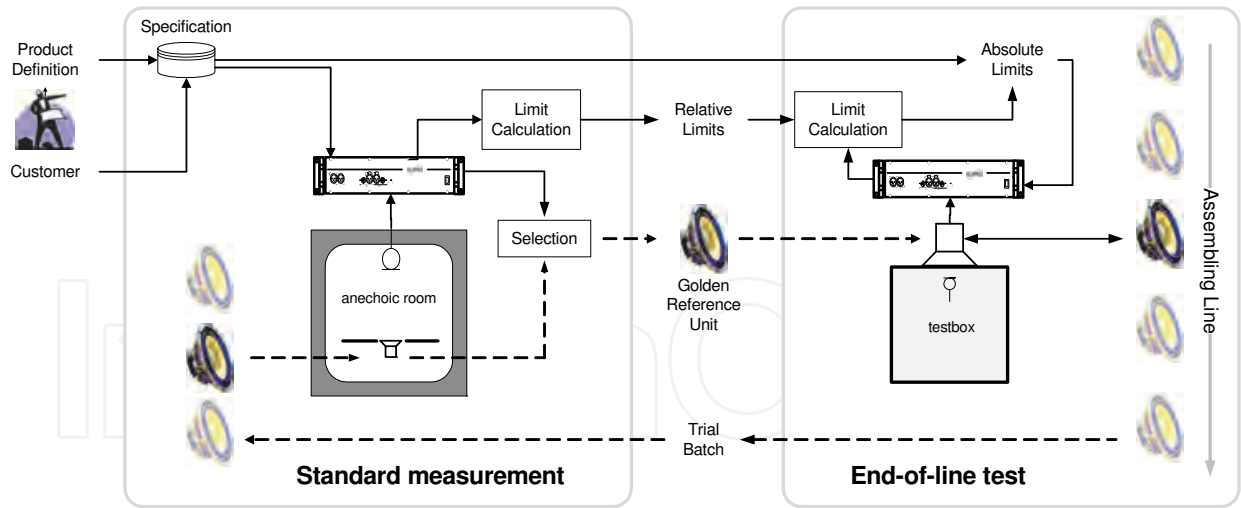 Specification
Product
Definition
Customer
Limit
Calculation
Relative
Limits
Limit
Calculation
Absolute
Limits
Selection
anechoic room
Golden
Reference
Unit
testbox
Assembling Line
Trial
Batch
Standard measurement
End-of-line test